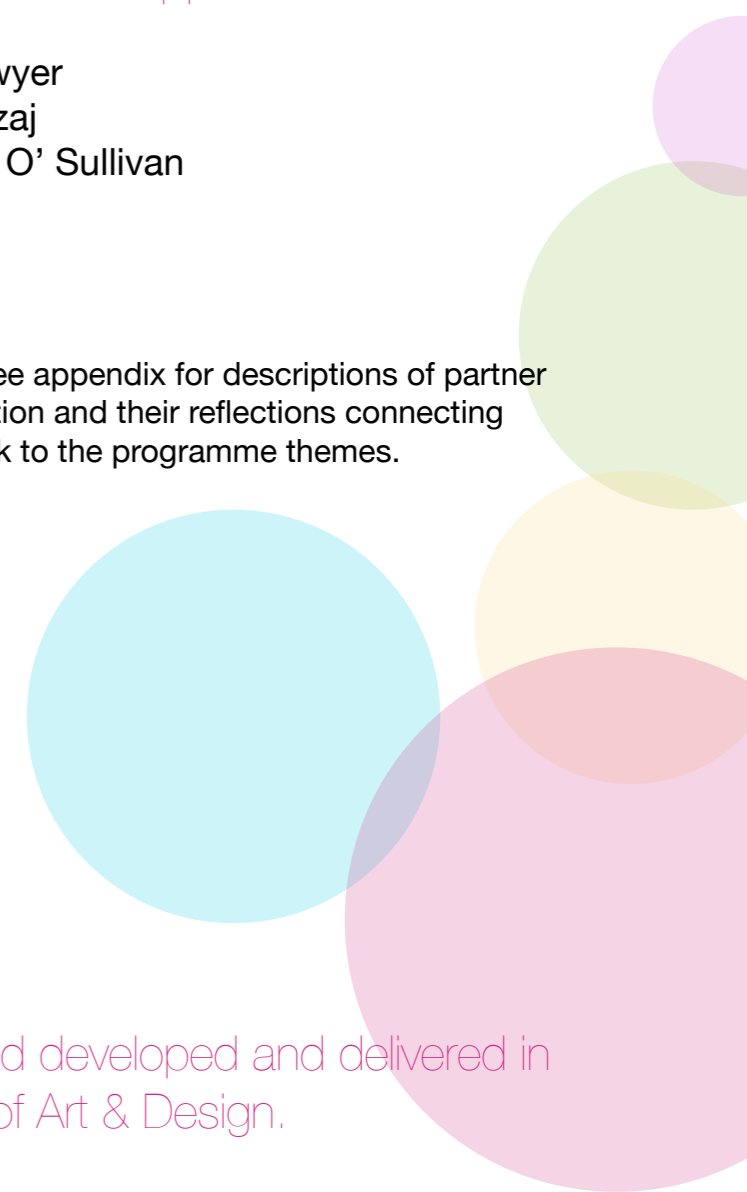 wyer
zaj
O’ Sullivan
ee appendix for descriptions of partner
tion and their reflections connecting
k to the programme themes.
d developed and delivered in
of Art & Design.